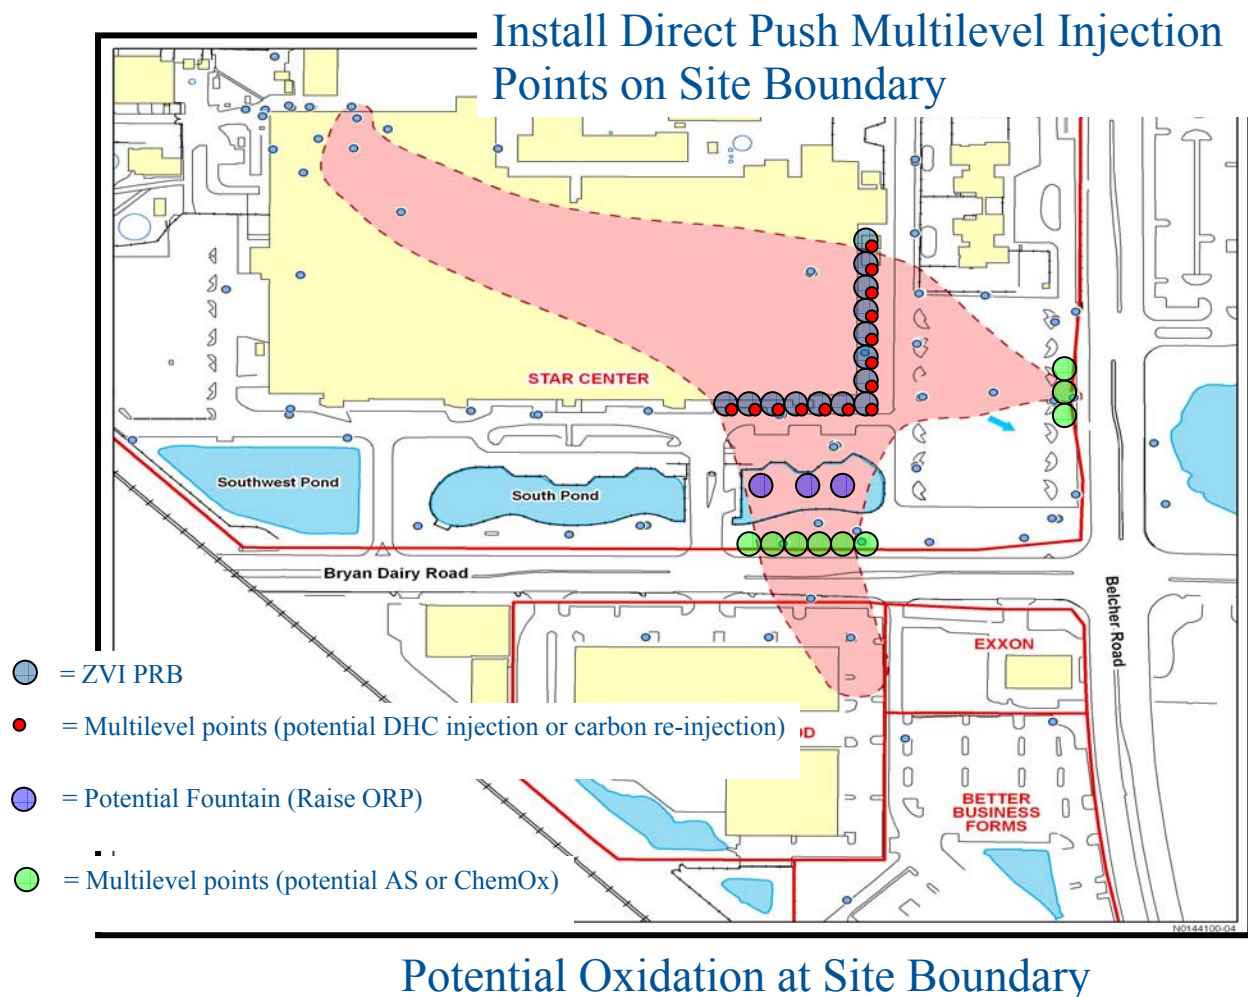 Install Direct Push Multilevel Injection
Points on Site Boundary
STAR CENTER
Southwest Pond
South Pond
Bryan Dairy Road
Belcher Road
EXXON
= ZVI PRB
= Multilevel points (potential DHC injection or carbon re-injection)
OD
= Potential Fountain (Raise ORP)
BETTER
BUSINESS
FORMS
= Multilevel points (potential AS or ChemOx)
N0144100-04
Potential Oxidation at Site Boundary